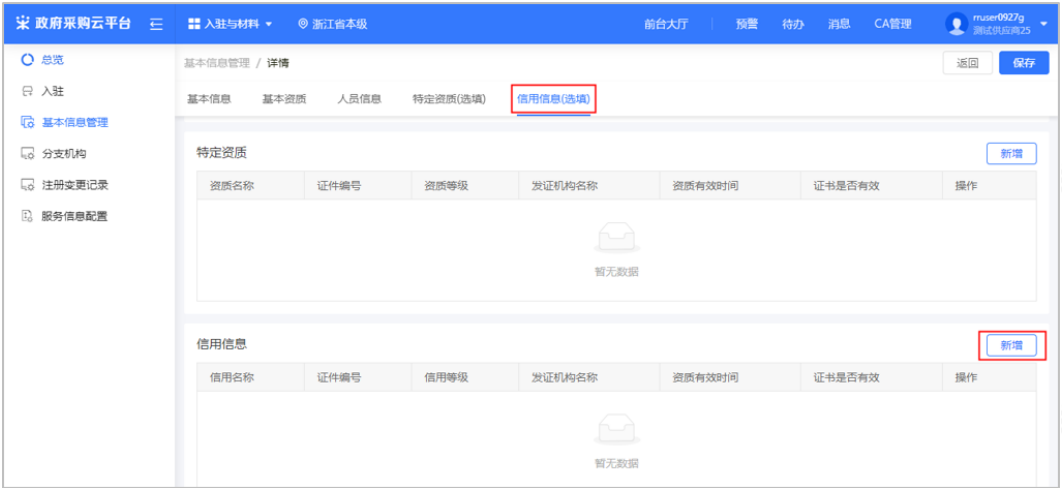 政府采购云平台 入驻与材料 浙江省本级 前台大厅 预警 待办 消息 CA管理 rruser0927g
测试供应商25
总览
入驻
基本信息管理
分支机构
注册变更记录
服务信息配置
基本信息管理 / 详情 返回 保存
基本信息 基本资质 人员信息 特定资质(选填) 信用信息(选填)
特定资质 新增
资质名称 证件编号 资质等级 发证机构名称 资质有效时间 证书是否有效 操作
暂无数据
信用信息 新增
信用名称 证件编号 信用等级 发证机构名称 资质有效时间 证书是否有效 操作
暂无数据